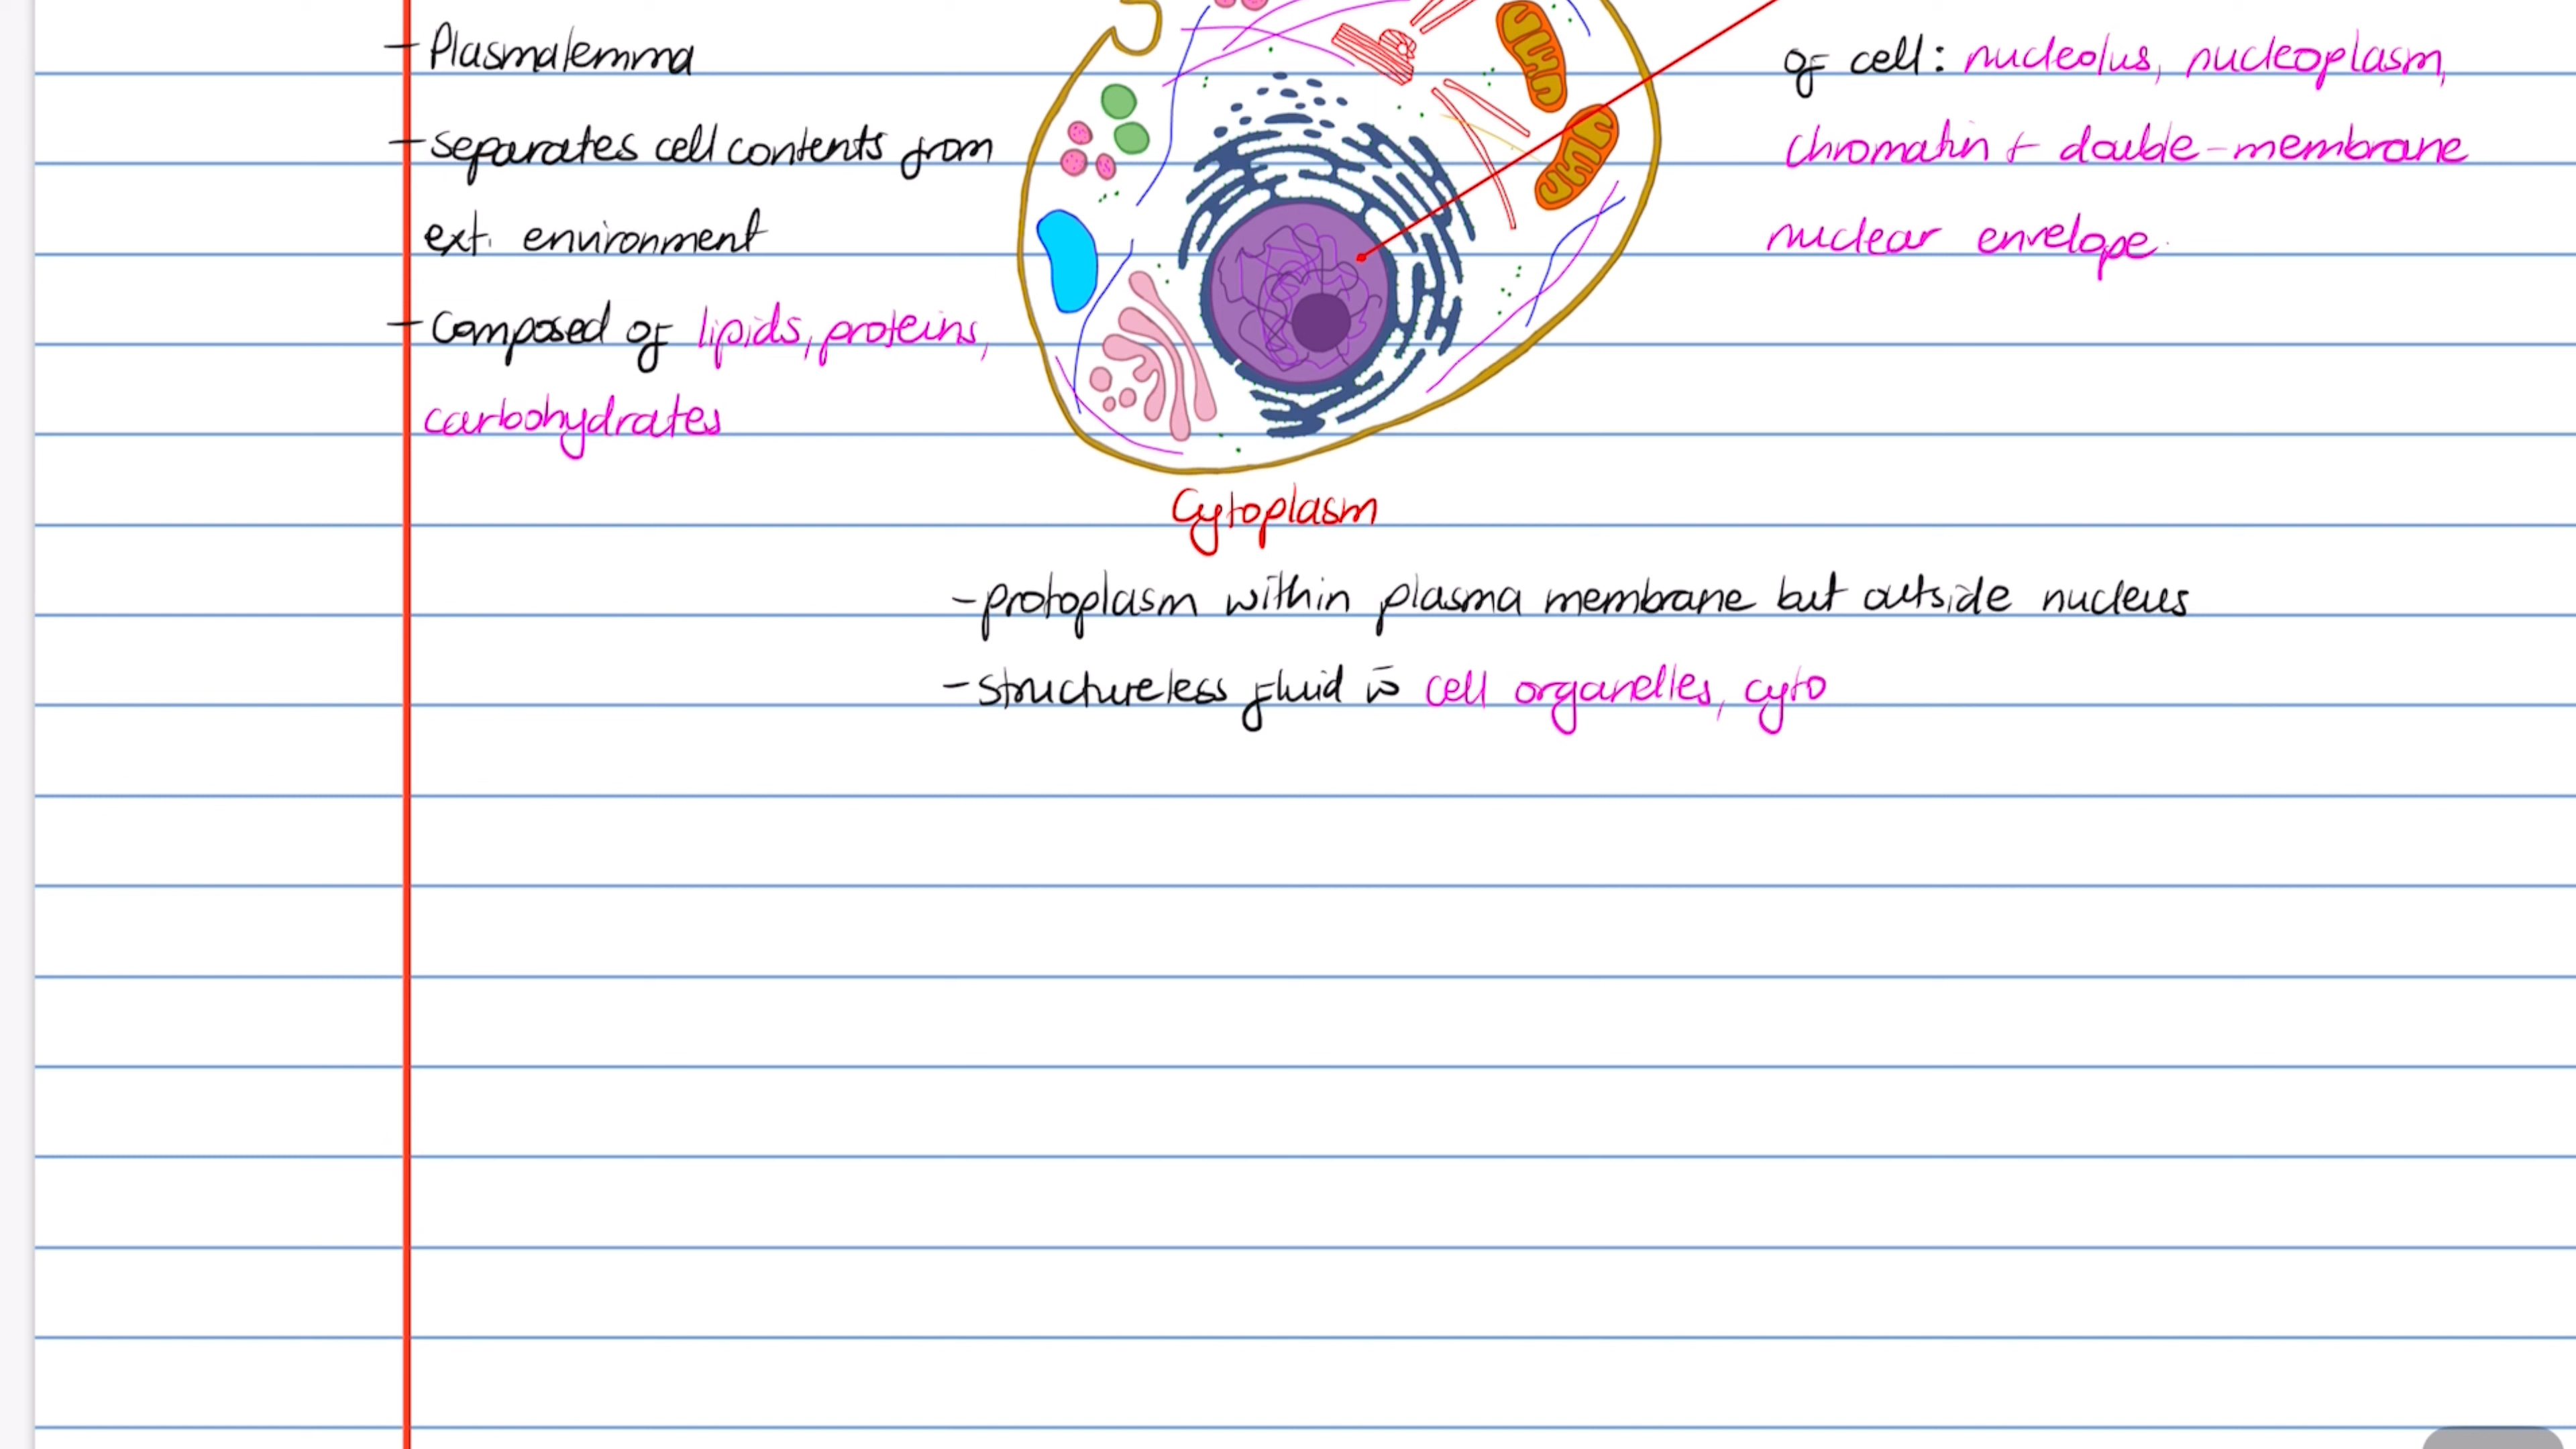 - Plasmalemma
- separates cell contents from
ext. environment
- composed of lipids, proteins,
carbohydrates
of cell: nucleolus, nucleoplasm,
chromatin + double-membrane
nuclear envelope.
Cytoplasm
- protoplasm within plasma membrane but outside nucleus
- structureless fluid w̄ cell organelles, cyto